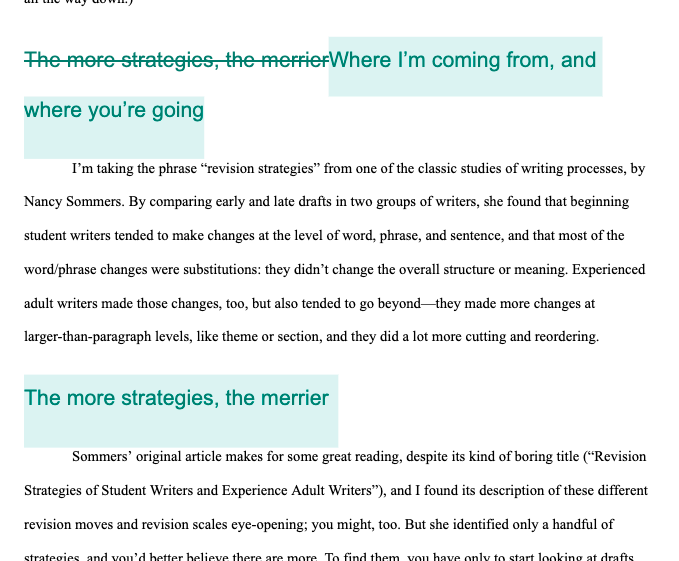 all the way down.)
The more strategies, the merrierWhere I’m coming from, and
where you’re going
I’m taking the phrase “revision strategies” from one of the classic studies of writing processes, by
Nancy Sommers. By comparing early and late drafts in two groups of writers, she found that beginning
student writers tended to make changes at the level of word, phrase, and sentence, and that most of the
word/phrase changes were substitutions: they didn’t change the overall structure or meaning. Experienced
adult writers made those changes, too, but also tended to go beyond—they made more changes at
larger-than-paragraph levels, like theme or section, and they did a lot more cutting and reordering.
The more strategies, the merrier
Sommers’ original article makes for some great reading, despite its kind of boring title (“Revision
Strategies of Student Writers and Experience Adult Writers”), and I found its description of these different
revision moves and revision scales eye-opening; you might, too. But she identified only a handful of
strategies, and you’d better believe there are more. To find them, you have only to start looking at drafts